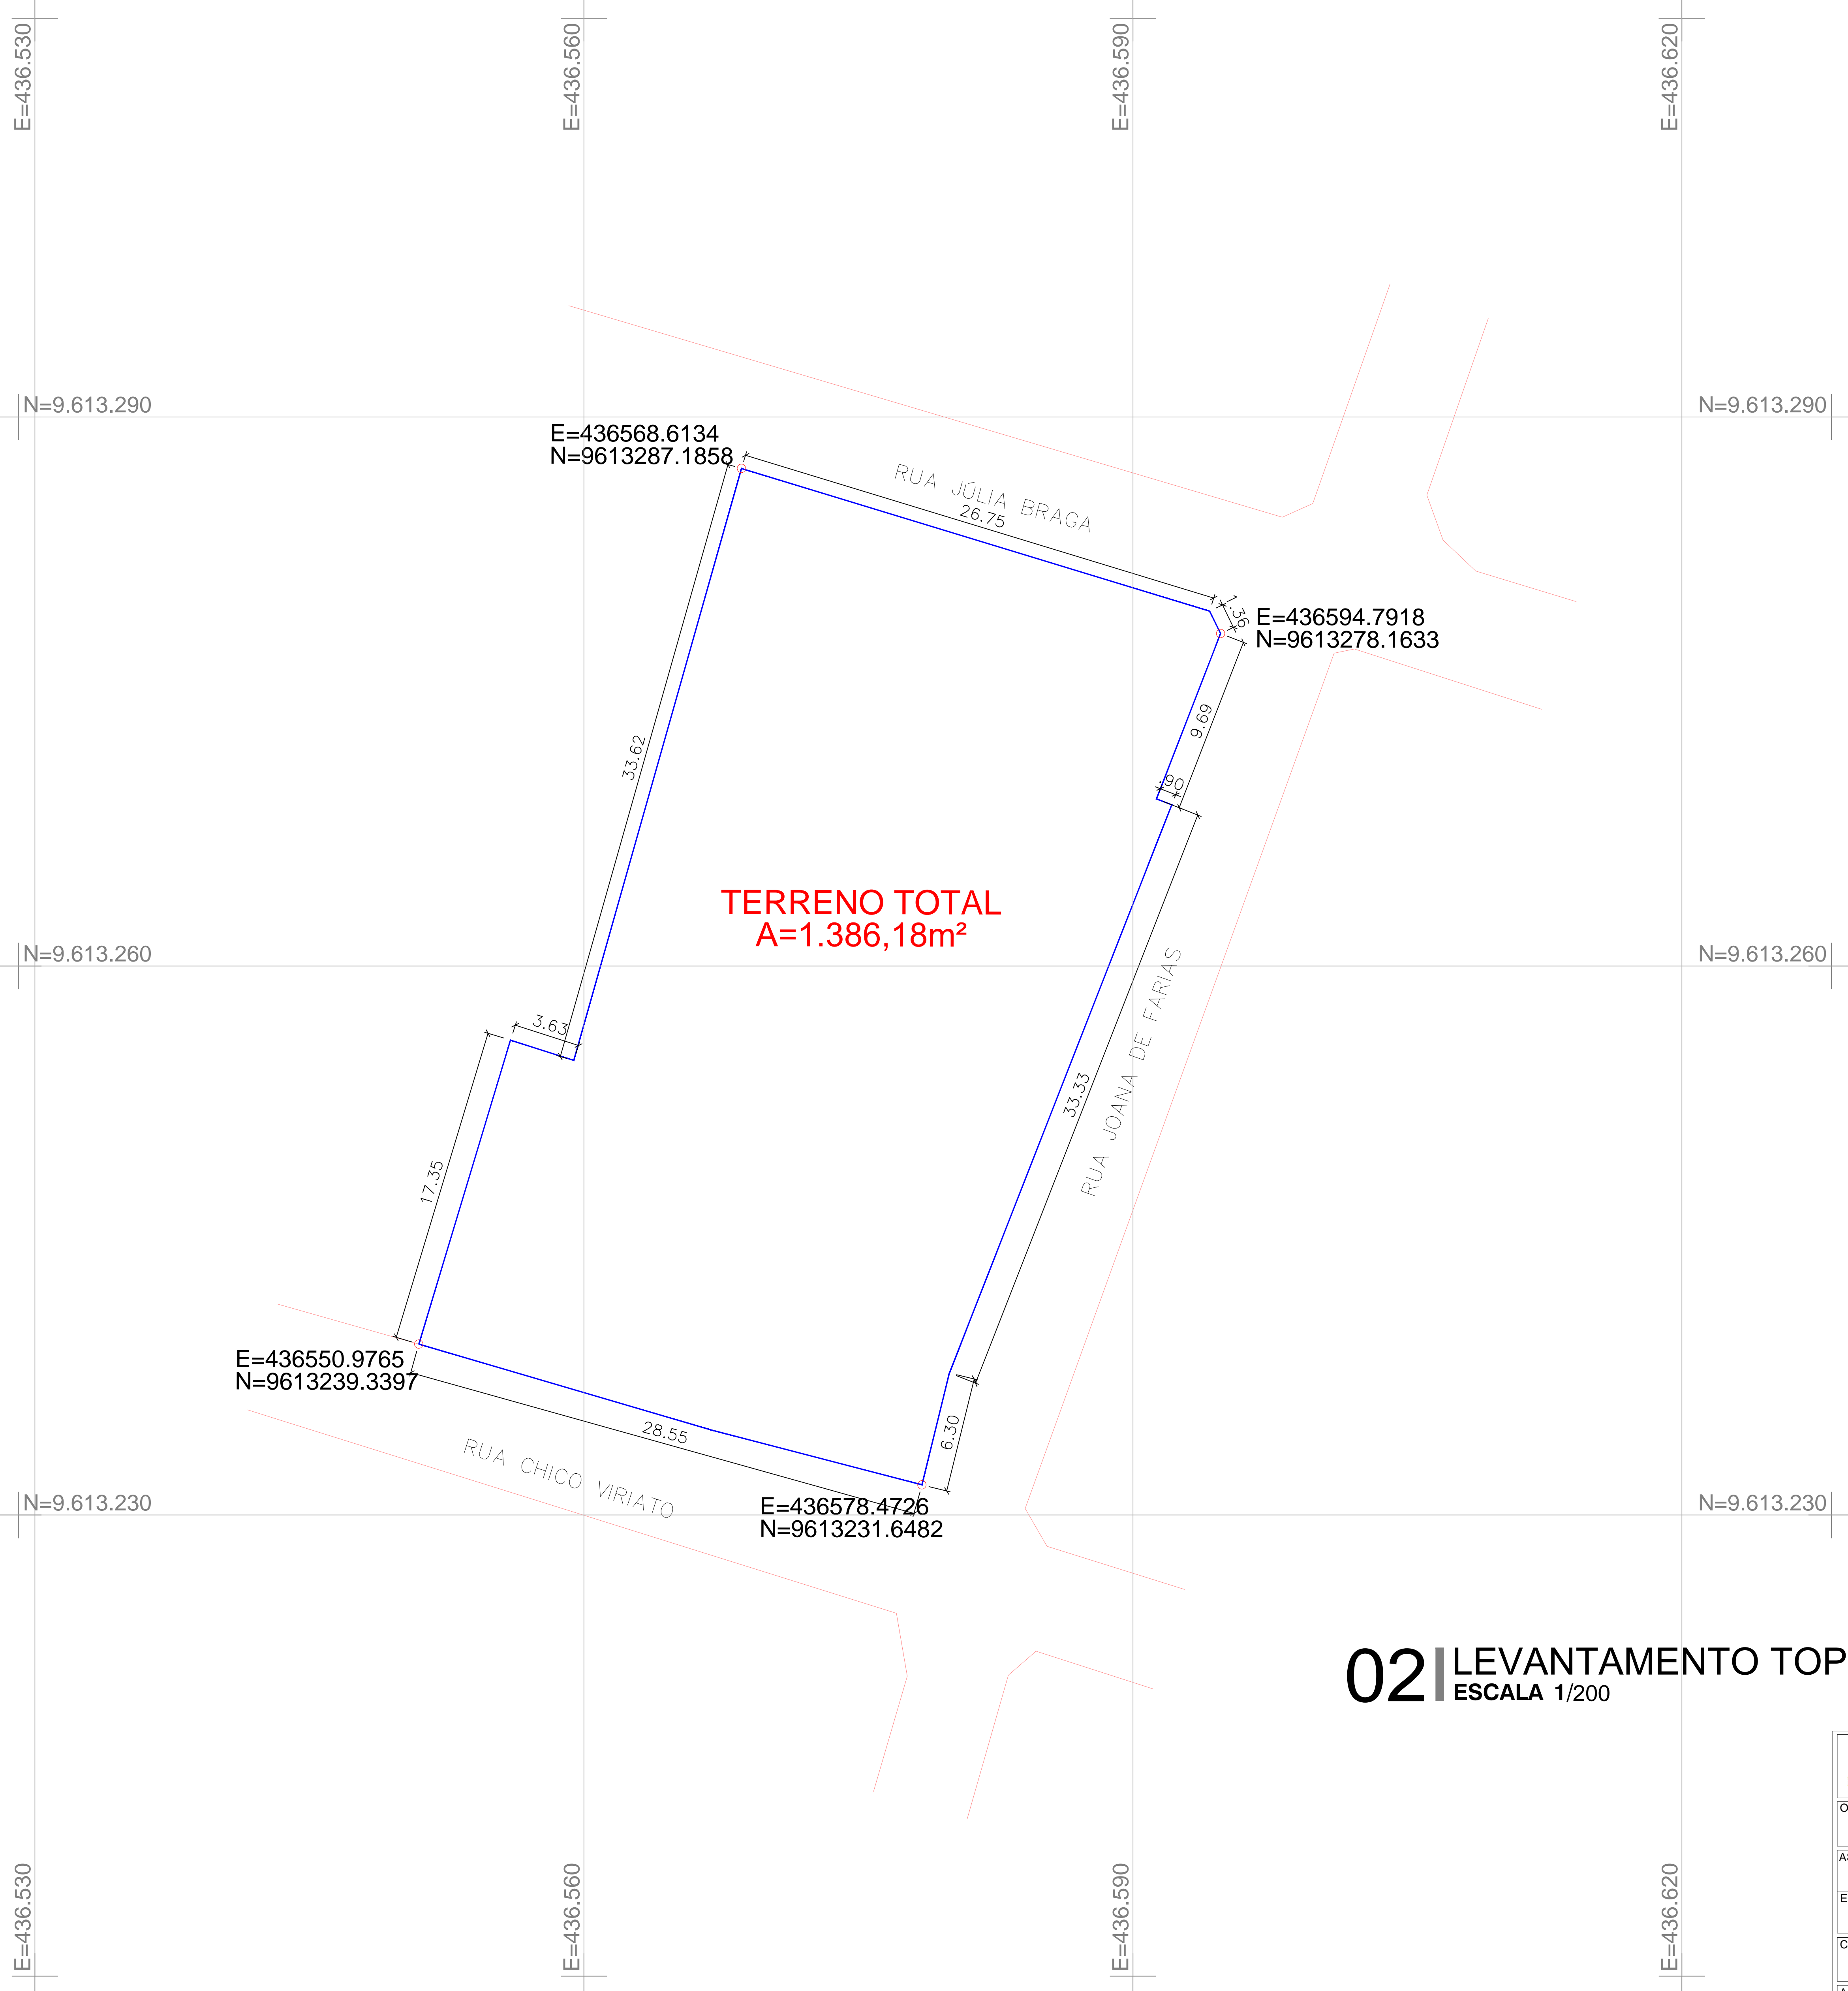 E=436.530
E=436.560
E=436.590
E=436.620
N=9.613.290
N=9.613.290
E=436568.6134
N=9613287.1858
RUA JÚLIA BRAGA
26.75
1.36
E=436594.7918
N=9613278.1633
9.69
.90
33.62
TERRENO TOTAL
A=1.386,18m²
N=9.613.260
N=9.613.260
3.63
RUA JOANA DE FARIAS
33.33
17.35
E=436550.9765
N=9613239.3397
28.55
6.30
RUA CHICO VIRIATO
E=436578.4726
N=9613231.6482
N=9.613.230
N=9.613.230
02
LEVANTAMENTO TOP
ESCALA 1/200
E=436.530
E=436.560
E=436.590
E=436.620